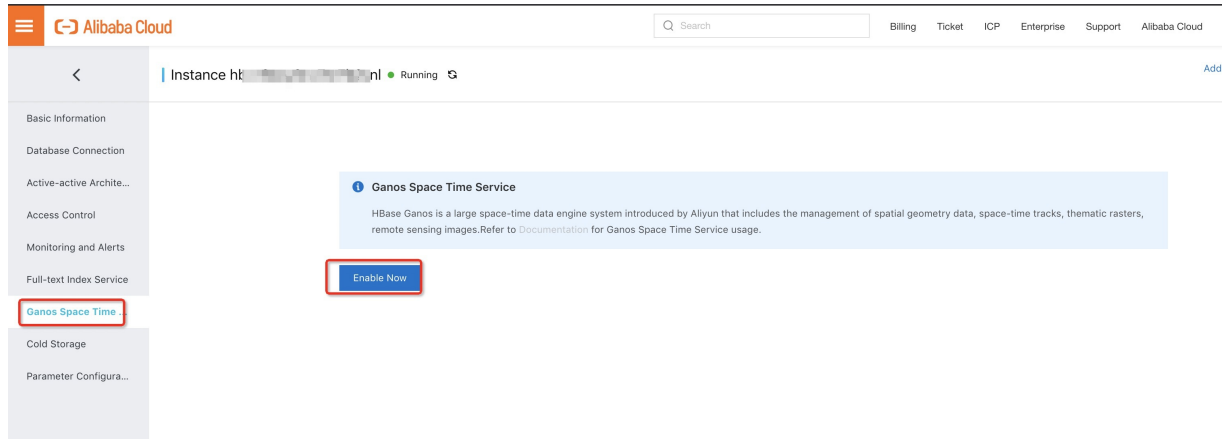 Alibaba Cloud
Search
Billing Ticket ICP Enterprise Support Alibaba Cloud
Instance hb nl Running
Add
Basic Information
Database Connection
Active-active Archite...
Access Control
Monitoring and Alerts
Full-text Index Service
Ganos Space Time ...
Cold Storage
Parameter Configura...
Ganos Space Time Service
HBase Ganos is a large space-time data engine system introduced by Aliyun that includes the management of spatial geometry data, space-time tracks, thematic rasters,
remote sensing images.Refer to Documentation for Ganos Space Time Service usage.
Enable Now